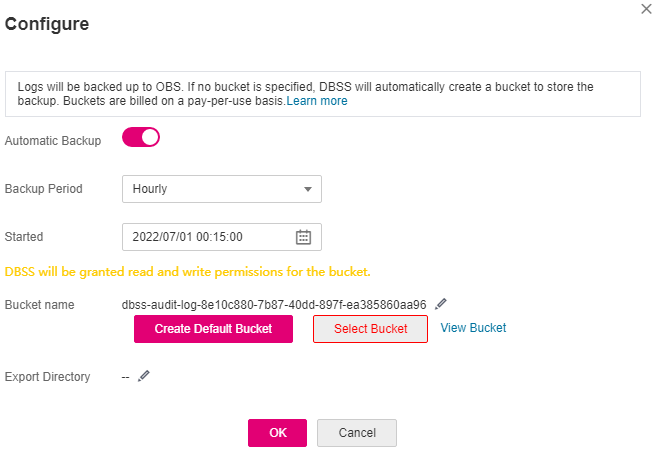 Configure
Logs will be backed up to OBS. If no bucket is specified, DBSS will automatically create a bucket to store the
backup. Buckets are billed on a pay-per-use basis.Learn more
Automatic Backup
Backup Period
Hourly
Started
2022/07/01 00:15:00
DBSS will be granted read and write permissions for the bucket.
Bucket name
dbss-audit-log-8e10c880-7b87-40dd-897f-ea385860aa96
Create Default Bucket
Select Bucket
View Bucket
Export Directory
--
OK
Cancel